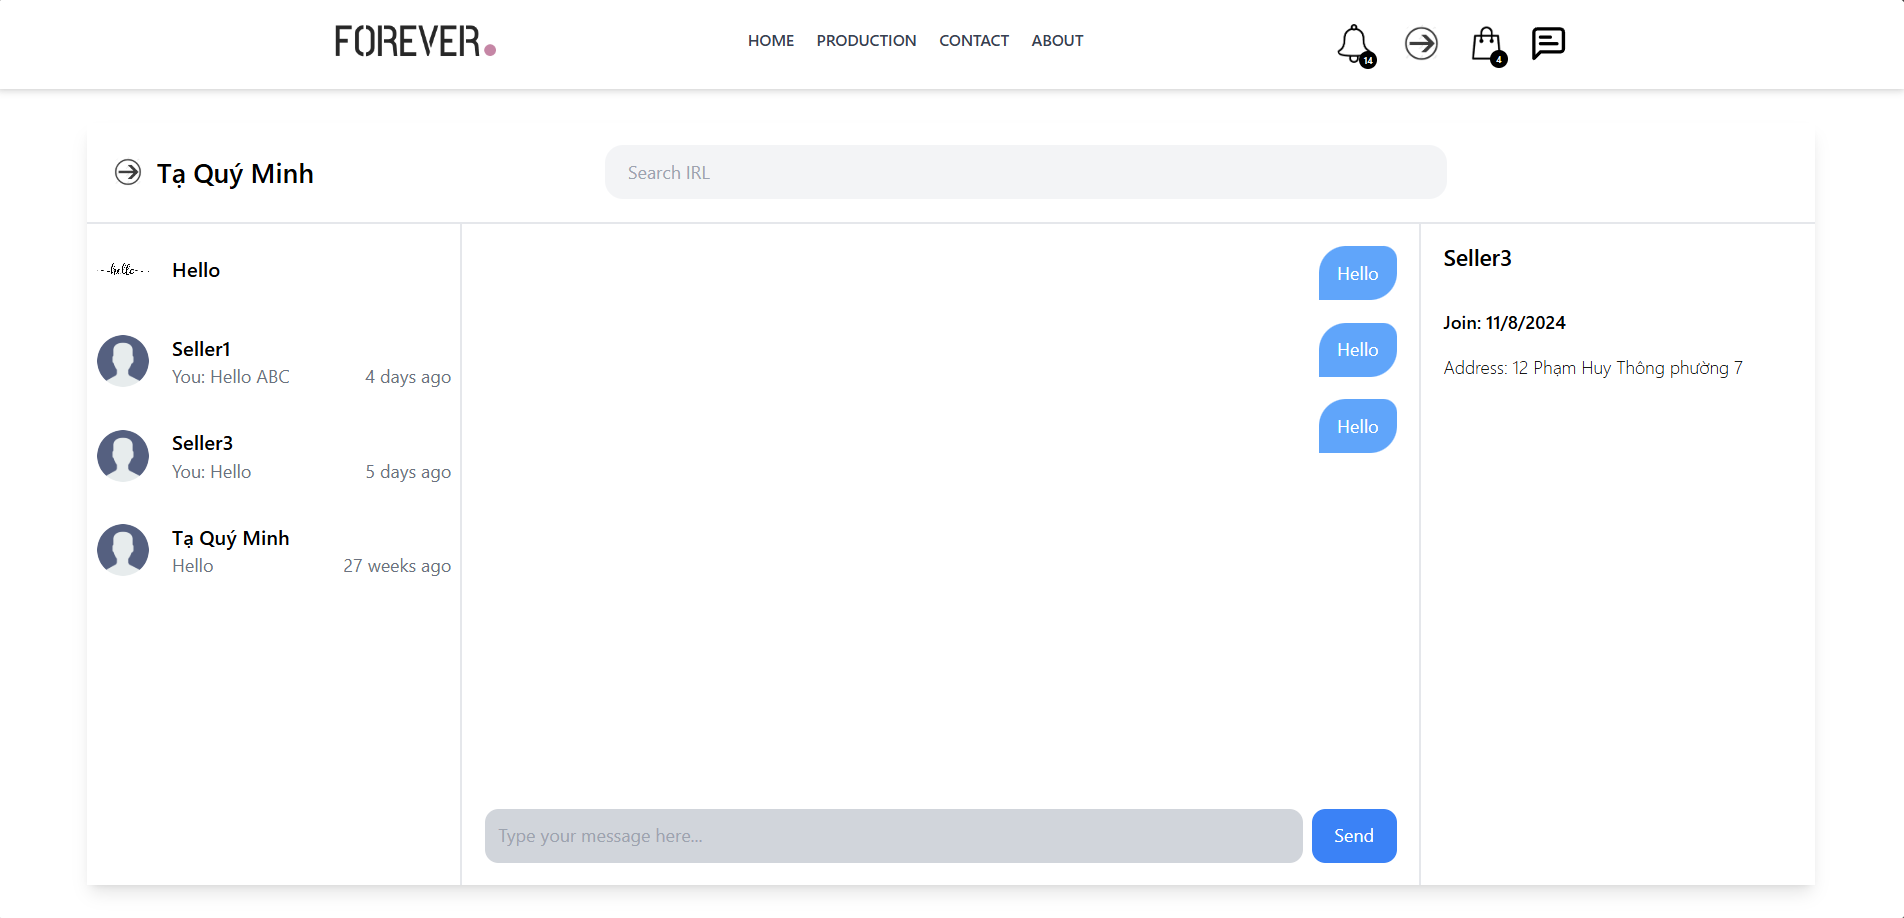 FOREVER.
HOME PRODUCTION CONTACT ABOUT
14
4
Tạ Quý Minh
Search IRL
hello
Hello
Seller1
You: Hello ABC 4 days ago
Seller3
You: Hello 5 days ago
Tạ Quý Minh
Hello 27 weeks ago
Hello
Hello
Hello
Type your message here...
Send
Seller3
Join: 11/8/2024
Address: 12 Phạm Huy Thông phường 7